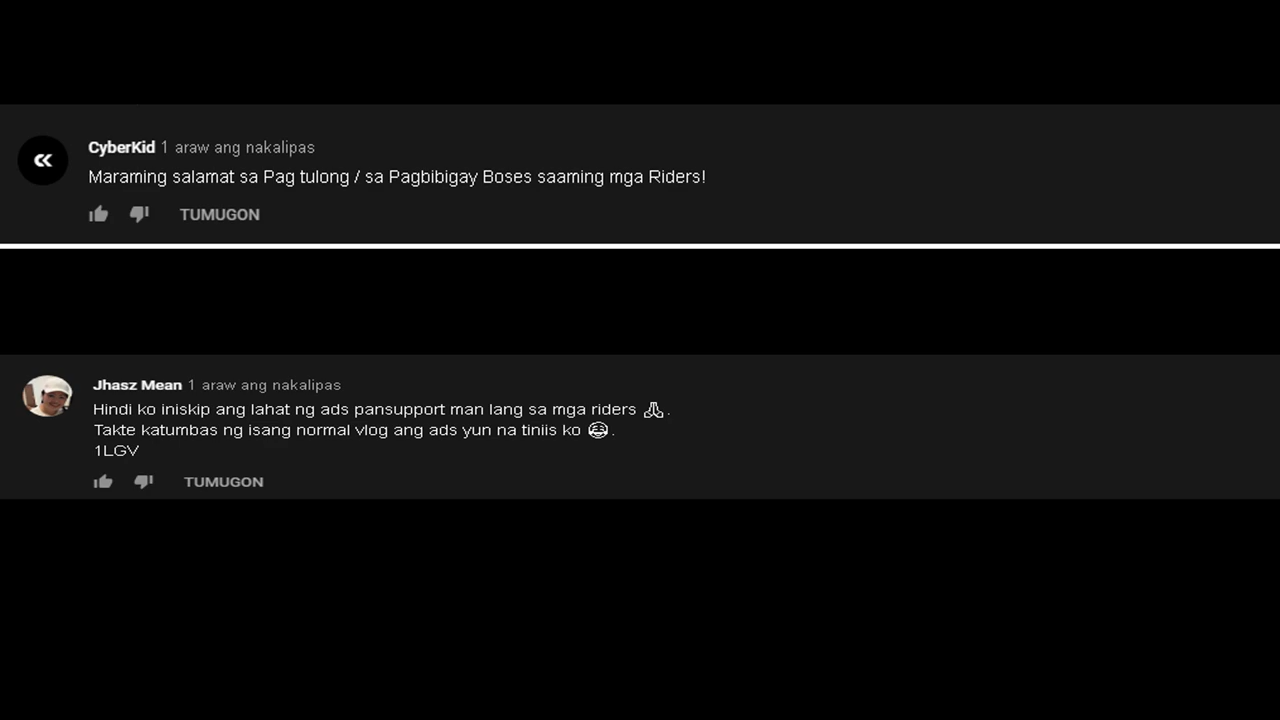 CyberKid 1 araw ang nakalipas
Maraming salamat sa Pag tulong / sa Pagbibigay Boses saaming mga Riders!
TUMUGON
Jhasz Mean 1 araw ang nakalipas
Hindi ko iniskip ang lahat ng ads pansupport man lang sa mga riders 🙏.
Takte katumbas ng isang normal vlog ang ads yun na tiniis ko 😂.
1LGV
TUMUGON